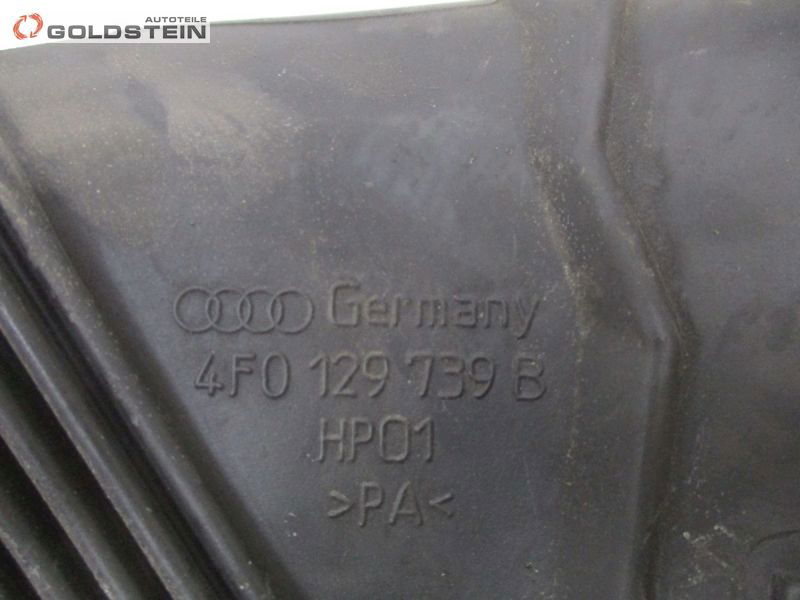 AUTOTEILE
GOLDSTEIN
Germany
4F0 129 739 B
HP01
>PA<